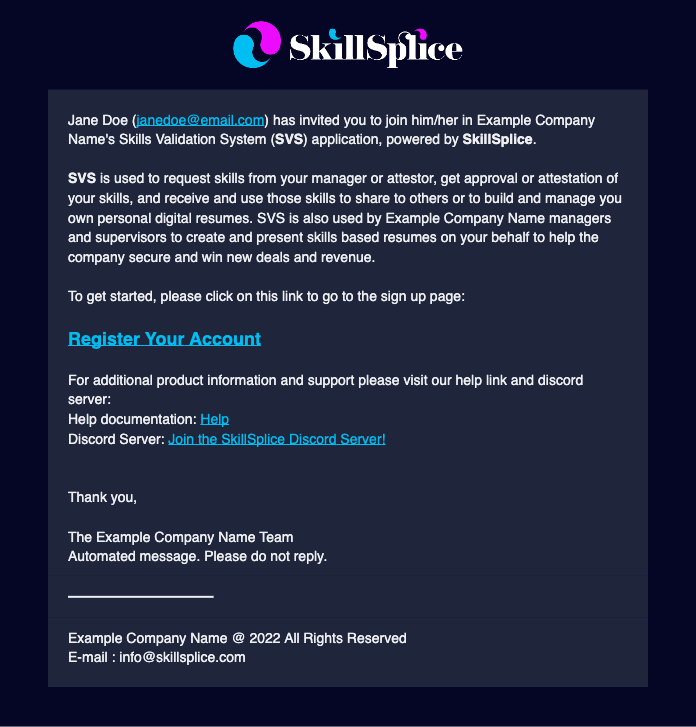 SkillSplice
Jane Doe (janedoe@email.com) has invited you to join him/her in Example Company
Name's Skills Validation System (SVS) application, powered by SkillSplice.
SVS is used to request skills from your manager or attestor, get approval or attestation of
your skills, and receive and use those skills to share to others or to build and manage you
own personal digital resumes. SVS is also used by Example Company Name managers
and supervisors to create and present skills based resumes on your behalf to help the
company secure and win new deals and revenue.
To get started, please click on this link to go to the sign up page:
Register Your Account
For additional product information and support please visit our help link and discord
server:
Help documentation: Help
Discord Server: Join the SkillSplice Discord Server!
Thank you,
The Example Company Name Team
Automated message. Please do not reply.
Example Company Name @ 2022 All Rights Reserved
E-mail : info@skillsplice.com